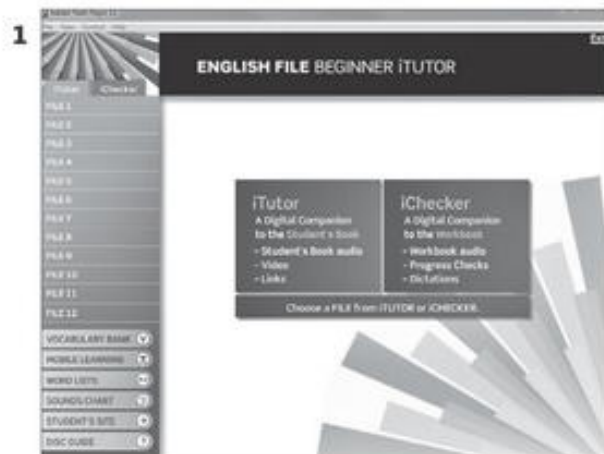 1
Exit
ENGLISH FILE BEGINNER iTUTOR
iTutor iChecker
FILE 1
FILE 2
FILE 3
FILE 4
FILE 5
FILE 6
FILE 7
FILE 8
FILE 9
FILE 10
FILE 11
FILE 12
iTutor
A Digital Companion
to the Student's Book
- Student's Book audio
- Video
- Links
iChecker
A Digital Companion
to the Workbook
- Workbook audio
- Progress Checks
- Dictations
Choose a FILE from iTUTOR or iCHECKER.
VOCABULARY BANK
MOBILE LEARNING
WORD LISTS
SOUNDS CHART
STUDENT'S SITE
DISC GUIDE